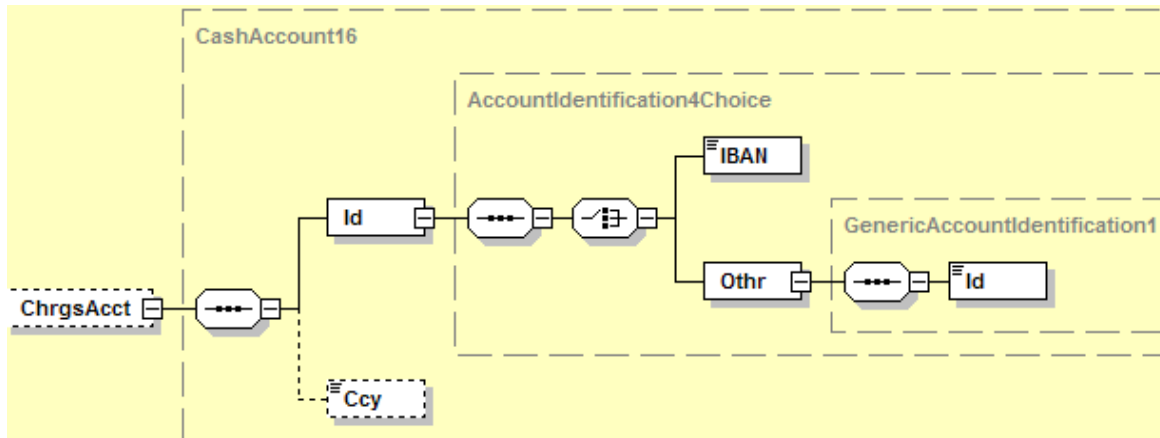 CashAccount16
AccountIdentification4Choice
IBAN
Id
GenericAccountIdentification1
Othr
Id
ChrgsAcct
Ccy